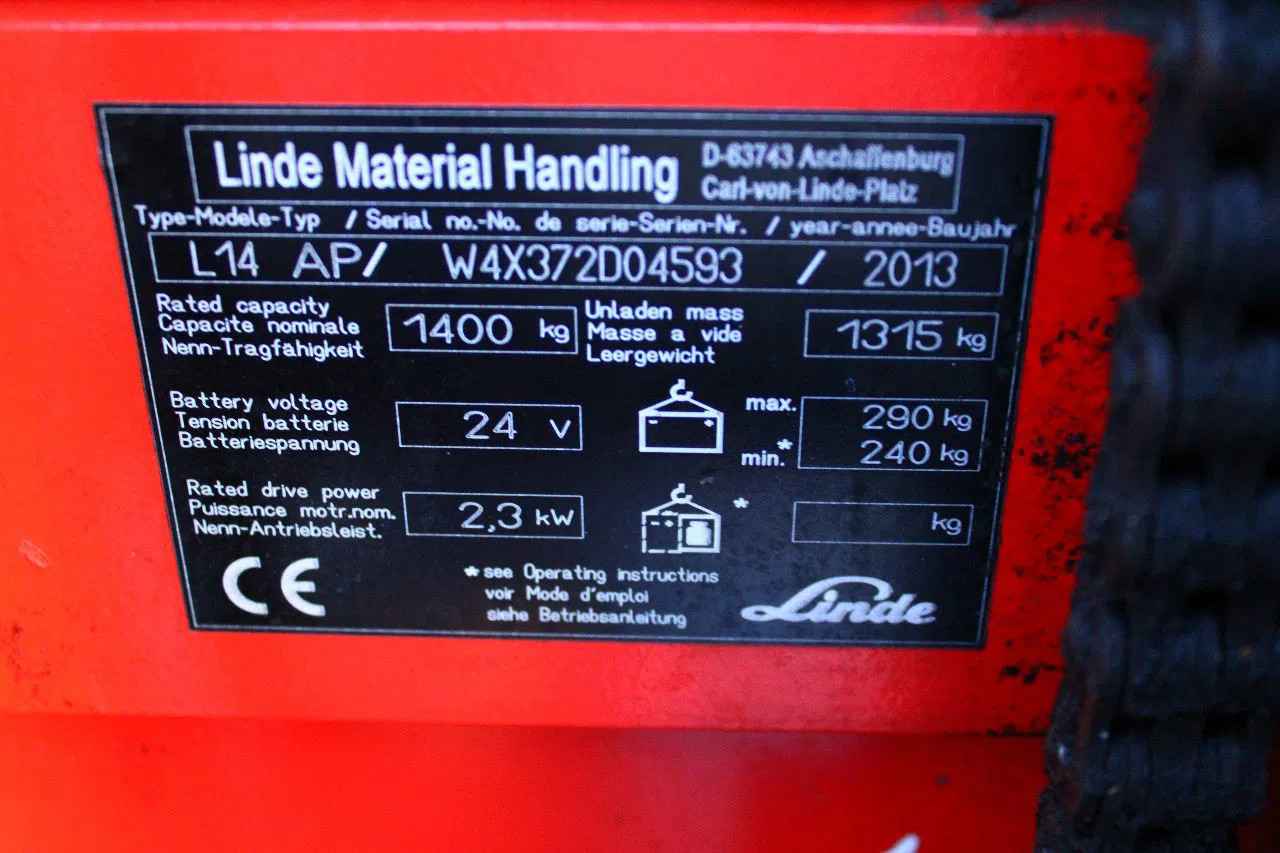 Linde Material Handling
D-63743 Aschaffenburg
Carl-von-Linde-Platz
Type-Modele-Typ / Serial no.-No. de serie-Serien-Nr. / year-annee-Baujahr
L14 AP/ W4X372D04593 / 2013
Rated capacity
Capacite nominale
Nenn-Tragfähigkeit
1400 kg
Unladen mass
Masse a vide
Leergewicht
1315 kg
Battery voltage
Tension batterie
Batteriespannung
24 V
max. 290 kg
min.* 240 kg
Rated drive power
Puissance motr.nom.
Nenn-Antriebsleist.
2,3 kW
* kg
CE
*see Operating instructions
voir Mode d'emploi
siehe Betriebsanleitung
Linde